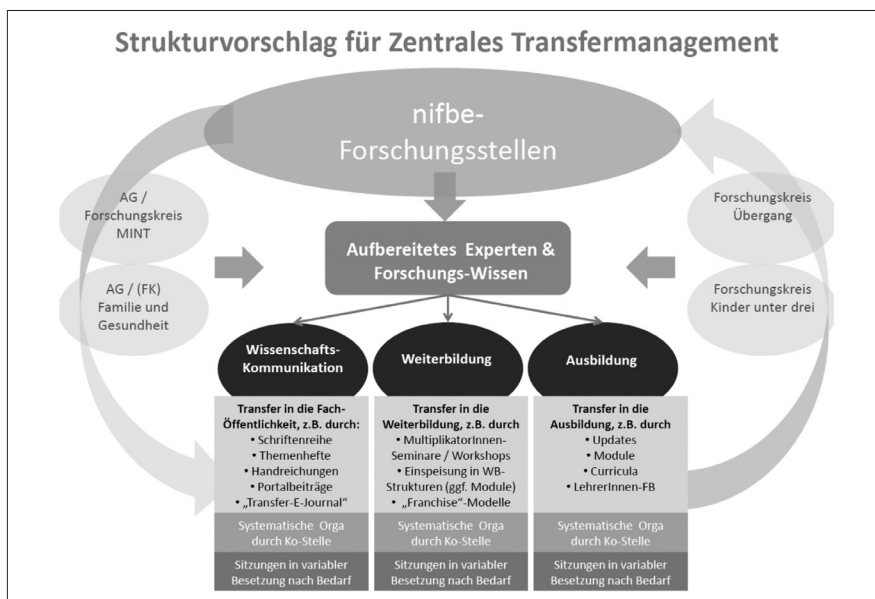 Strukturvorschlag für Zentrales Transfermanagement
nifbe-
Forschungsstellen
AG /
Forschungskreis
MINT
AG / (FK)
Familie und
Gesundheit
Aufbereitetes Experten &
Forschungs-Wissen
Forschungskreis
Übergang
Forschungskreis
Kinder unter drei
Wissenschafts-
Kommunikation
Transfer in die Fach-
Öffentlichkeit, z.B. durch:
• Schriftenreihe
• Themenhefte
• Handreichungen
• Portalbeiträge
• „Transfer-E-Journal“
Systematische Orga
durch Ko-Stelle
Sitzungen in variabler
Besetzung nach Bedarf
Weiterbildung
Transfer in die
Weiterbildung, z.B. durch
• MultiplikatorInnen-
Seminare / Workshops
• Einspeisung in WB-
Strukturen (ggf. Module)
• „Franchise“-Modelle
Systematische Orga
durch Ko-Stelle
Sitzungen in variabler
Besetzung nach Bedarf
Ausbildung
Transfer in die
Ausbildung, z.B. durch
• Updates
• Module
• Curricula
• LehrerInnen-FB
Systematische Orga
durch Ko-Stelle
Sitzungen in variabler
Besetzung nach Bedarf